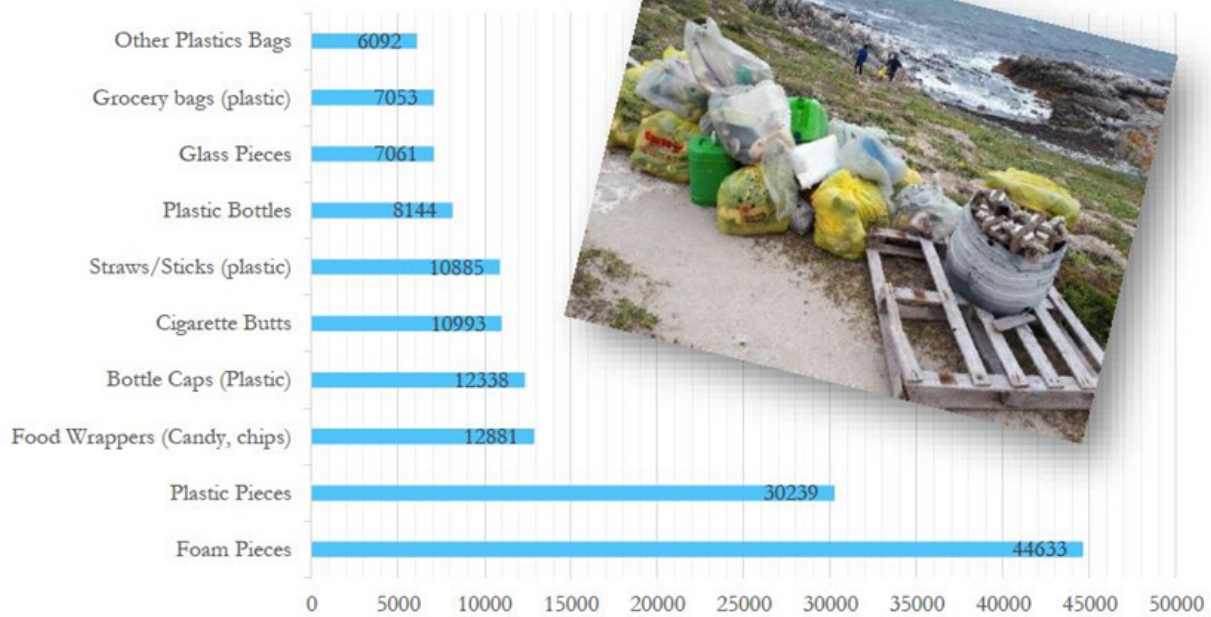 Other Plastics Bags 6092
Grocery bags (plastic) 7053
Glass Pieces 7061
Plastic Bottles 8144
Straws/Sticks (plastic) 10885
Cigarette Butts 10993
Bottle Caps (Plastic) 12338
Food Wrappers (Candy, chips) 12881
Plastic Pieces 30239
Foam Pieces 44633
0 5000 10000 15000 20000 25000 30000 35000 40000 45000 50000